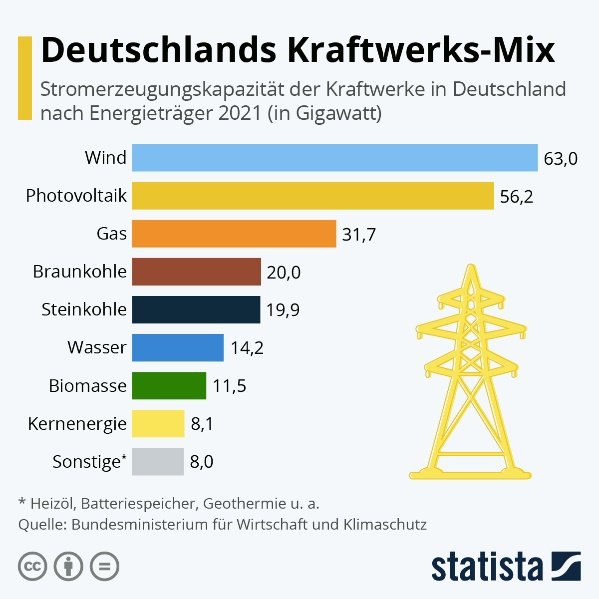 Deutschlands Kraftwerks-Mix
Stromerzeugungskapazität der Kraftwerke in Deutschland
nach Energieträger 2021 (in Gigawatt)
Wind 63,0
Photovoltaik 56,2
Gas 31,7
Braunkohle 20,0
Steinkohle 19,9
Wasser 14,2
Biomasse 11,5
Kernenergie 8,1
Sonstige* 8,0
* Heizöl, Batteriespeicher, Geothermie u. a.
Quelle: Bundesministerium für Wirtschaft und Klimaschutz
cc
statista